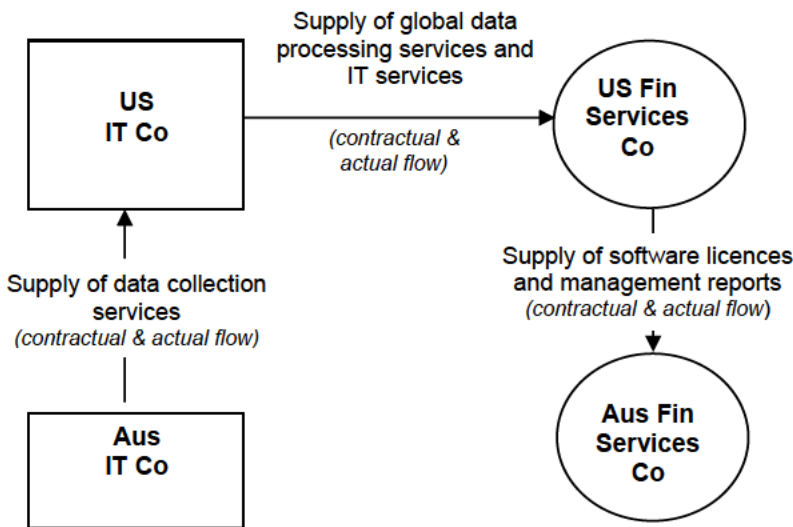 Supply of global data
processing services and
IT services
US
IT Co
US Fin
Services
Co
(contractual &
actual flow)
Supply of data collection
services
(contractual & actual flow)
Supply of software licences
and management reports
(contractual & actual flow)
Aus
IT Co
Aus Fin
Services
Co